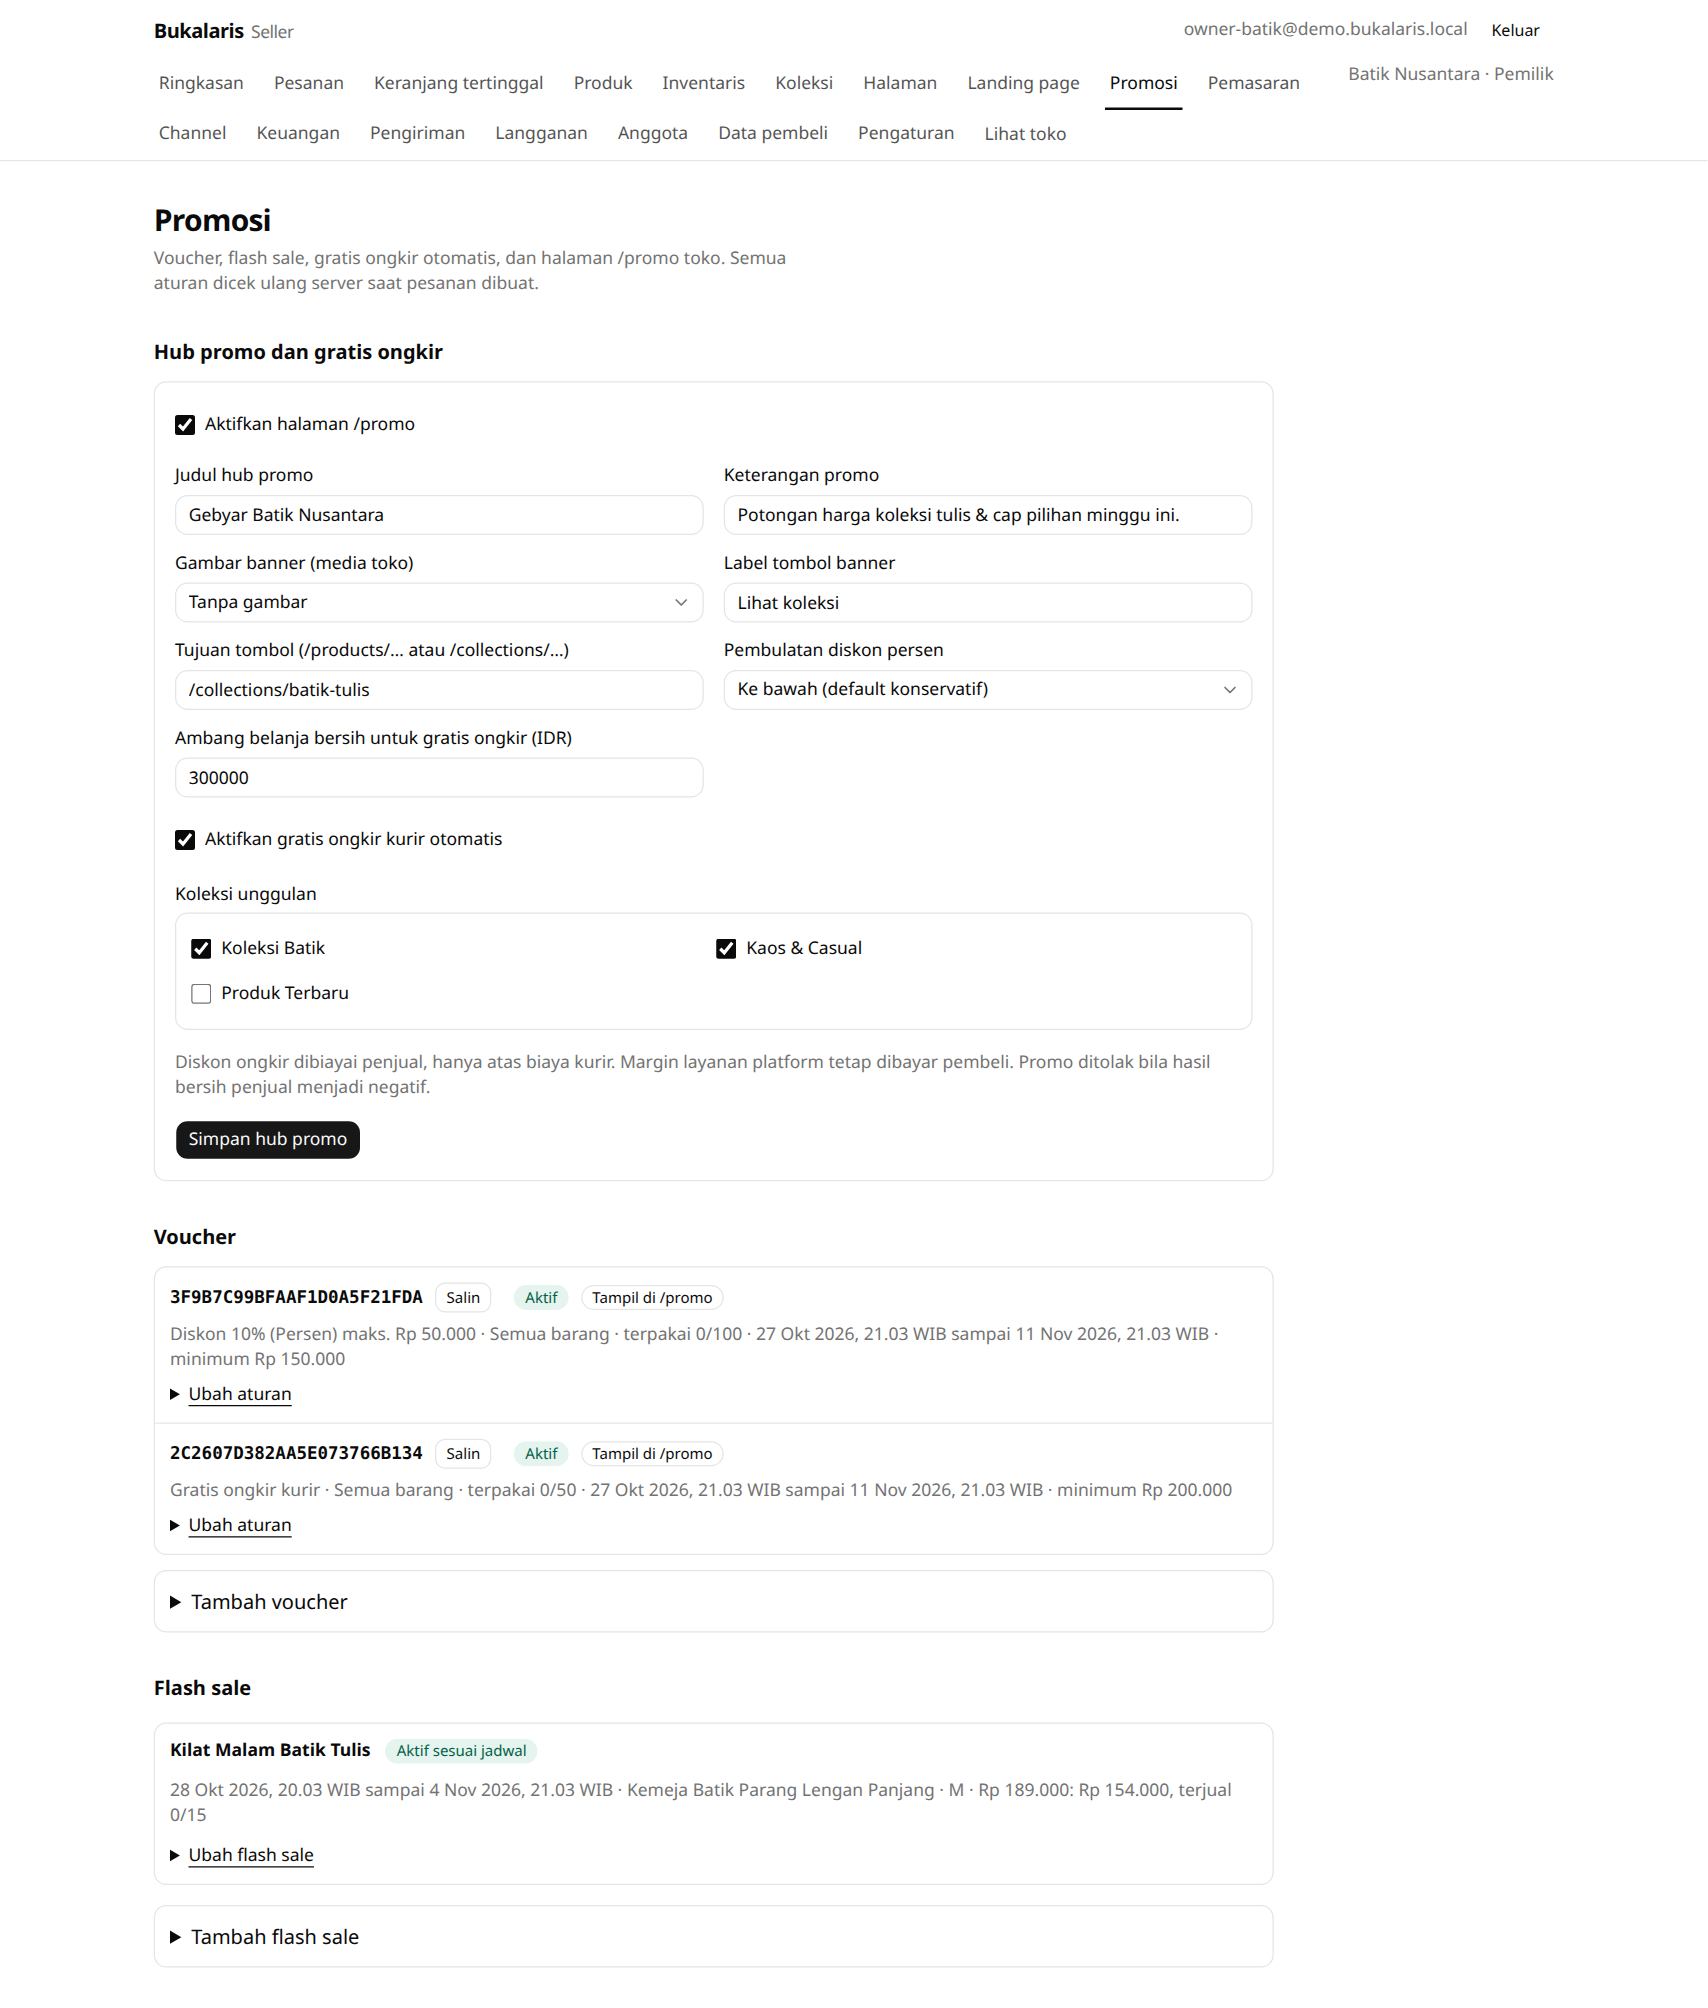 Bukalaris Seller
owner-batik@demo.bukalaris.local Keluar
Ringkasan Pesanan Keranjang tertinggal Produk Inventaris Koleksi Halaman Landing page Promosi Pemasaran
Batik Nusantara · Pemilik
Channel Keuangan Pengiriman Langganan Anggota Data pembeli Pengaturan Lihat toko
Promosi
Voucher, flash sale, gratis ongkir otomatis, dan halaman /promo toko. Semua
aturan dicek ulang server saat pesanan dibuat.
Hub promo dan gratis ongkir
Aktifkan halaman /promo
Judul hub promo
Gebyar Batik Nusantara
Keterangan promo
Potongan harga koleksi tulis & cap pilihan minggu ini.
Gambar banner (media toko)
Tanpa gambar
Label tombol banner
Lihat koleksi
Tujuan tombol (/products/... atau /collections/...)
/collections/batik-tulis
Pembulatan diskon persen
Ke bawah (default konservatif)
Ambang belanja bersih untuk gratis ongkir (IDR)
300000
Aktifkan gratis ongkir kurir otomatis
Koleksi unggulan
Koleksi Batik
Kaos & Casual
Produk Terbaru
Diskon ongkir dibiayai penjual, hanya atas biaya kurir. Margin layanan platform tetap dibayar pembeli. Promo ditolak bila hasil
bersih penjual menjadi negatif.
Simpan hub promo
Voucher
3F9B7C99BFAAF1D0A5F21FDA Salin Aktif Tampil di /promo
Diskon 10% (Persen) maks. Rp 50.000 · Semua barang · terpakai 0/100 · 27 Okt 2026, 21.03 WIB sampai 11 Nov 2026, 21.03 WIB ·
minimum Rp 150.000
Ubah aturan
2C2607D382AA5E073766B134 Salin Aktif Tampil di /promo
Gratis ongkir kurir · Semua barang · terpakai 0/50 · 27 Okt 2026, 21.03 WIB sampai 11 Nov 2026, 21.03 WIB · minimum Rp 200.000
Ubah aturan
Tambah voucher
Flash sale
Kilat Malam Batik Tulis Aktif sesuai jadwal
28 Okt 2026, 20.03 WIB sampai 4 Nov 2026, 21.03 WIB · Kemeja Batik Parang Lengan Panjang · M · Rp 189.000: Rp 154.000, terjual
0/15
Ubah flash sale
Tambah flash sale